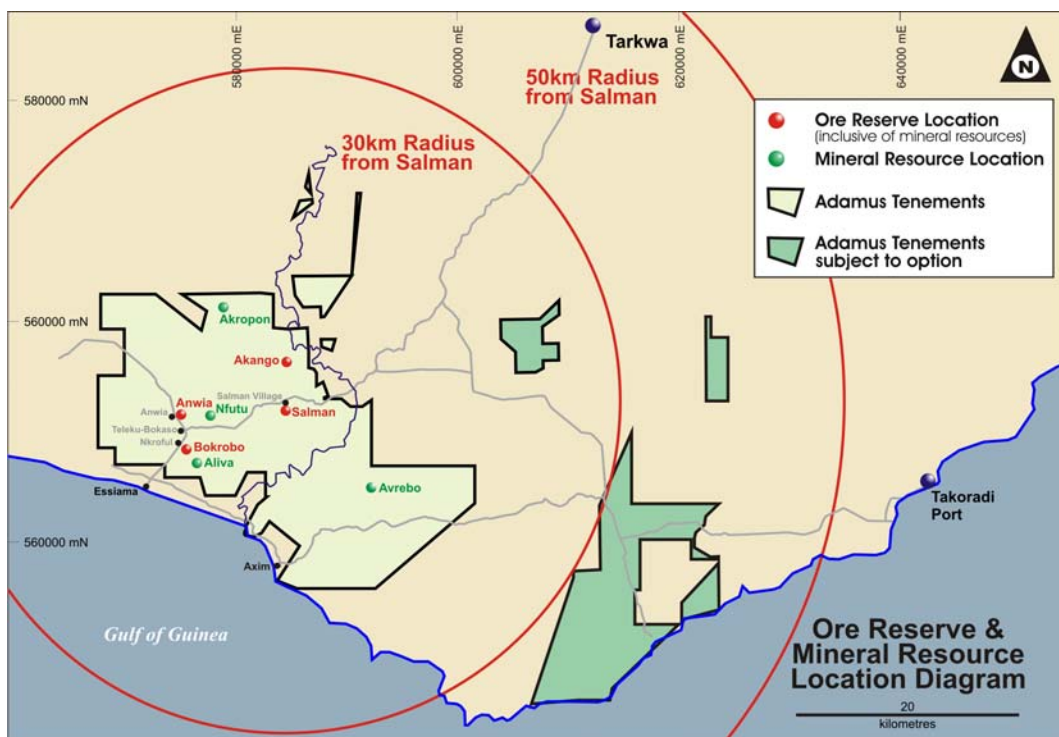 580000 mE
600000 mE
620000 mE
640000 mE
Tarkwa
N
580000 mN
50km Radius
from Salman
30km Radius
from Salman
Ore Reserve Location
(inclusive of mineral resources)
Mineral Resource Location
Adamus Tenements
Adamus Tenements
subject to option
560000 mN
Akropon
Akango
Salman Village
Anwia
Anwia
Nfutu
Salman
Teleku-Bokaso
Nkroful
Bokrobo
Aliva
Essiama
Avrebo
Takoradi
Port
560000 mN
Axim
Gulf of Guinea
Ore Reserve &
Mineral Resource
Location Diagram
20
kilometres